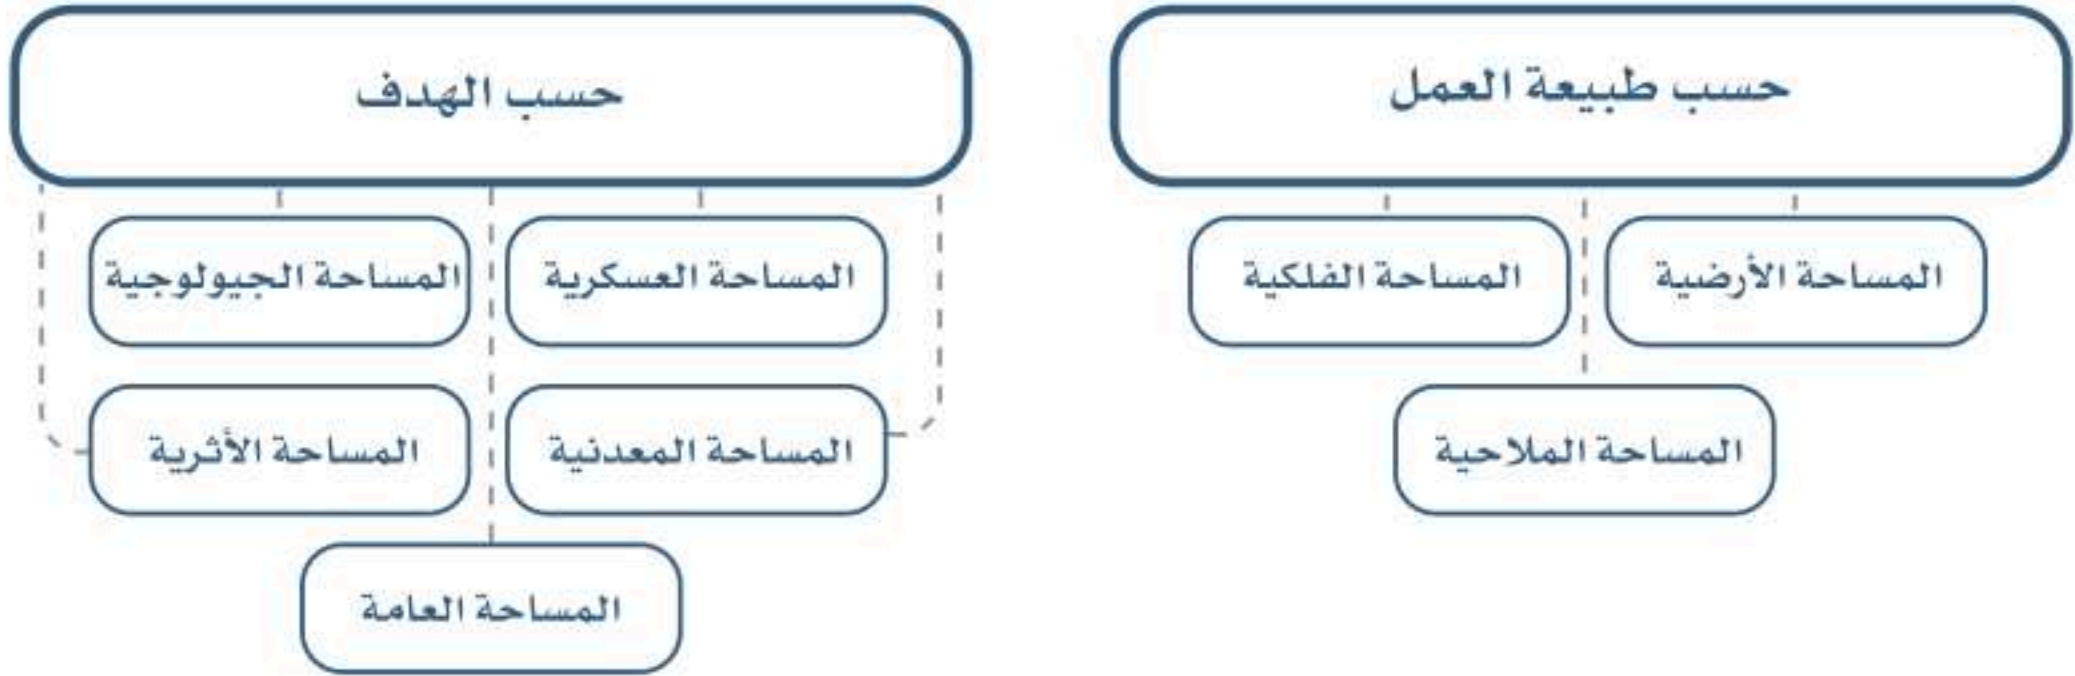 حسب طبيعة العمل
المساحة الأرضية
المساحة الفلكية
المساحة الملاحية
حسب الهدف
المساحة العسكرية
المساحة الجيولوجية
المساحة المعدنية
المساحة الأثرية
المساحة العامة